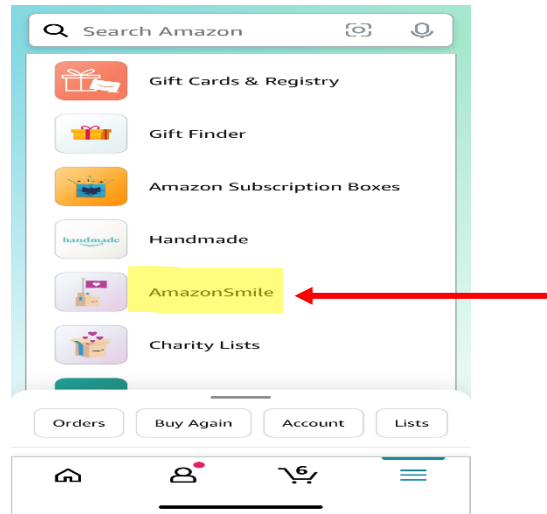 Search Amazon
Gift Cards & Registry
Gift Finder
Amazon Subscription Boxes
handmade
Handmade
AmazonSmile
Charity Lists
Orders
Buy Again
Account
Lists
6